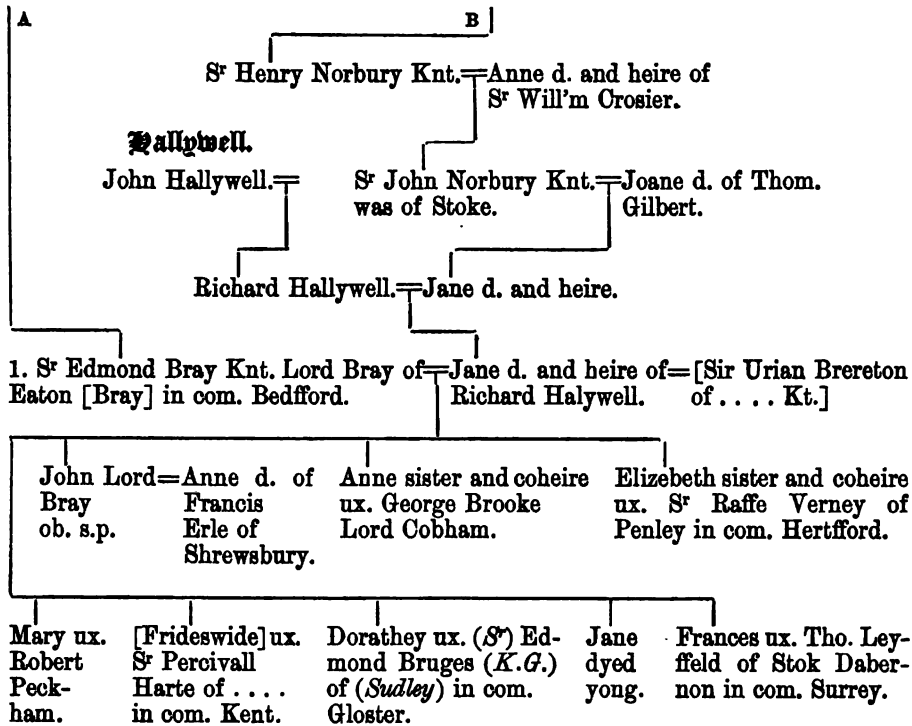 A
B
Sr Henry Norbury Knt.=Anne d. and heire of
Sr Will'm Crosier.
Hallywell.
John Hallywell.=
Sr John Norbury Knt.=Joane d. of Thom.
was of Stoke.
Gilbert.
Richard Hallywell.=Jane d. and heire.
1. Sr Edmond Bray Knt. Lord Bray of=Jane d. and heire of=[Sir Urian Brereton
Eaton [Bray] in com. Bedfford.
Richard Halywell.
of .... Kt.]
John Lord=
Bray
ob. s.p.
Anne d. of
Francis
Erle of
Shrewsbury.
Anne sister and coheire
ux. George Brooke
Lord Cobham.
Elizebeth sister and coheire
ux. Sr Raffe Verney of
Penley in com. Hertfford.
Mary ux.
Robert
Peck-
ham.
[Frideswide] ux.
Sr Percivall
Harte of ....
in com. Kent.
Dorathey ux. (Sr) Ed-
mond Bruges (K.G.)
of (Sudley) in com.
Gloster.
Jane
dyed
yong.
Frances ux. Tho. Ley-
ffeld of Stok Daber-
non in com. Surrey.